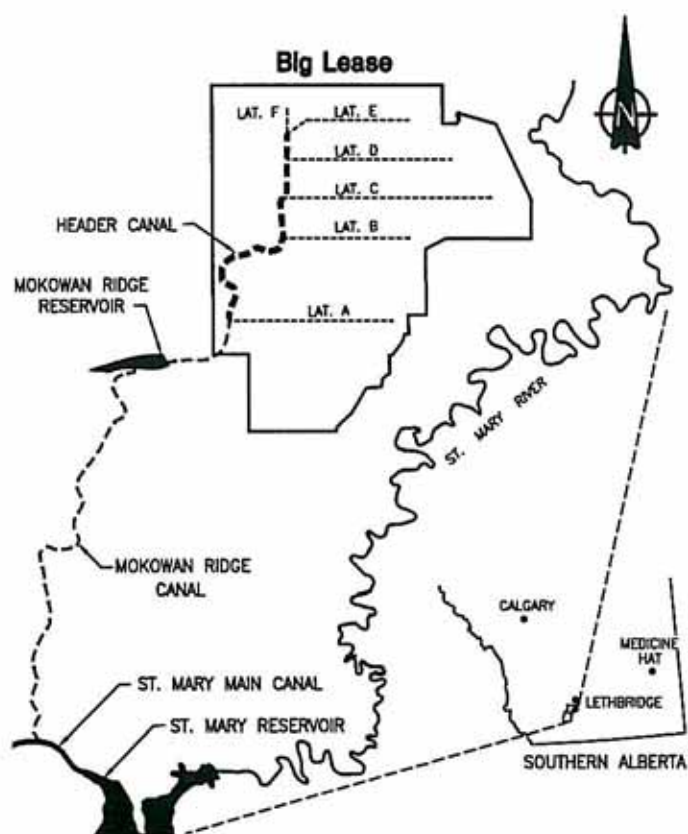 Big Lease
N
LAT. F
LAT. E
LAT. D
LAT. C
HEADER CANAL
LAT. B
MOKOWAN RIDGE
RESERVOIR
LAT. A
ST. MARY RIVER
MOKOWAN RIDGE
CANAL
CALGARY
MEDICINE
HAT
ST. MARY MAIN CANAL
LETHBRIDGE
ST. MARY RESERVOIR
SOUTHERN ALBERTA